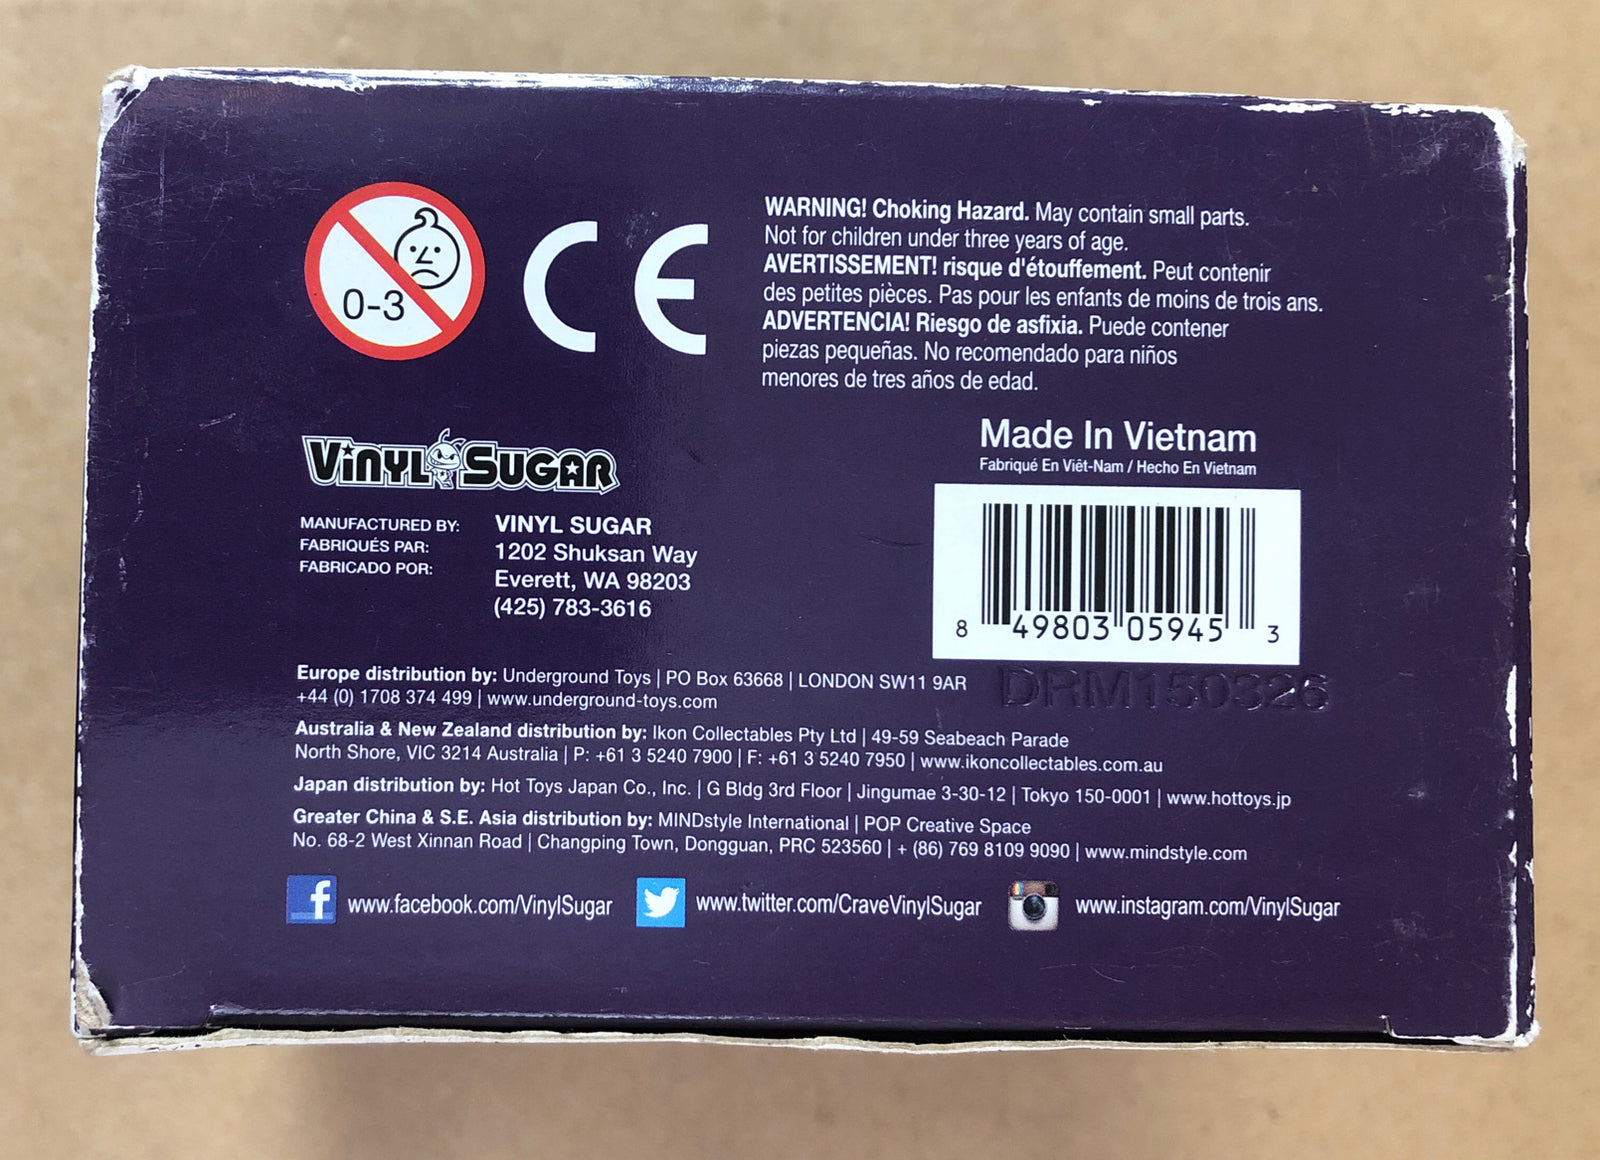 0-3
CE
WARNING! Choking Hazard. May contain small parts.
Not for children under three years of age.
AVERTISSEMENT! risque d'étouffement. Peut contenir
des petites pièces. Pas pour les enfants de moins de trois ans.
ADVERTENCIA! Riesgo de asfixia. Puede contener
piezas pequeñas. No recomendado para niños
menores de tres años de edad.
VINYL SUGAR
MANUFACTURED BY:
FABRIQUÉS PAR:
FABRICADO POR:
VINYL SUGAR
1202 Shuksan Way
Everett, WA 98203
(425) 783-3616
Made In Vietnam
Fabriqué En Viêt-Nam / Hecho En Vietnam
8 49803 05945 3
DRM150326
Europe distribution by: Underground Toys | PO Box 63668 | LONDON SW11 9AR
+44 (0) 1708 374 499 | www.underground-toys.com
Australia & New Zealand distribution by: Ikon Collectables Pty Ltd | 49-59 Seabeach Parade
North Shore, VIC 3214 Australia | P: +61 3 5240 7900 | F: +61 3 5240 7950 | www.ikoncollectables.com.au
Japan distribution by: Hot Toys Japan Co., Inc. | G Bldg 3rd Floor | Jingumae 3-30-12 | Tokyo 150-0001 | www.hottoys.jp
Greater China & S.E. Asia distribution by: MINDstyle International | POP Creative Space
No. 68-2 West Xinnan Road | Changping Town, Dongguan, PRC 523560 | + (86) 769 8109 9090 | www.mindstyle.com
f www.facebook.com/VinylSugar
www.twitter.com/CraveVinylSugar
www.instagram.com/VinylSugar